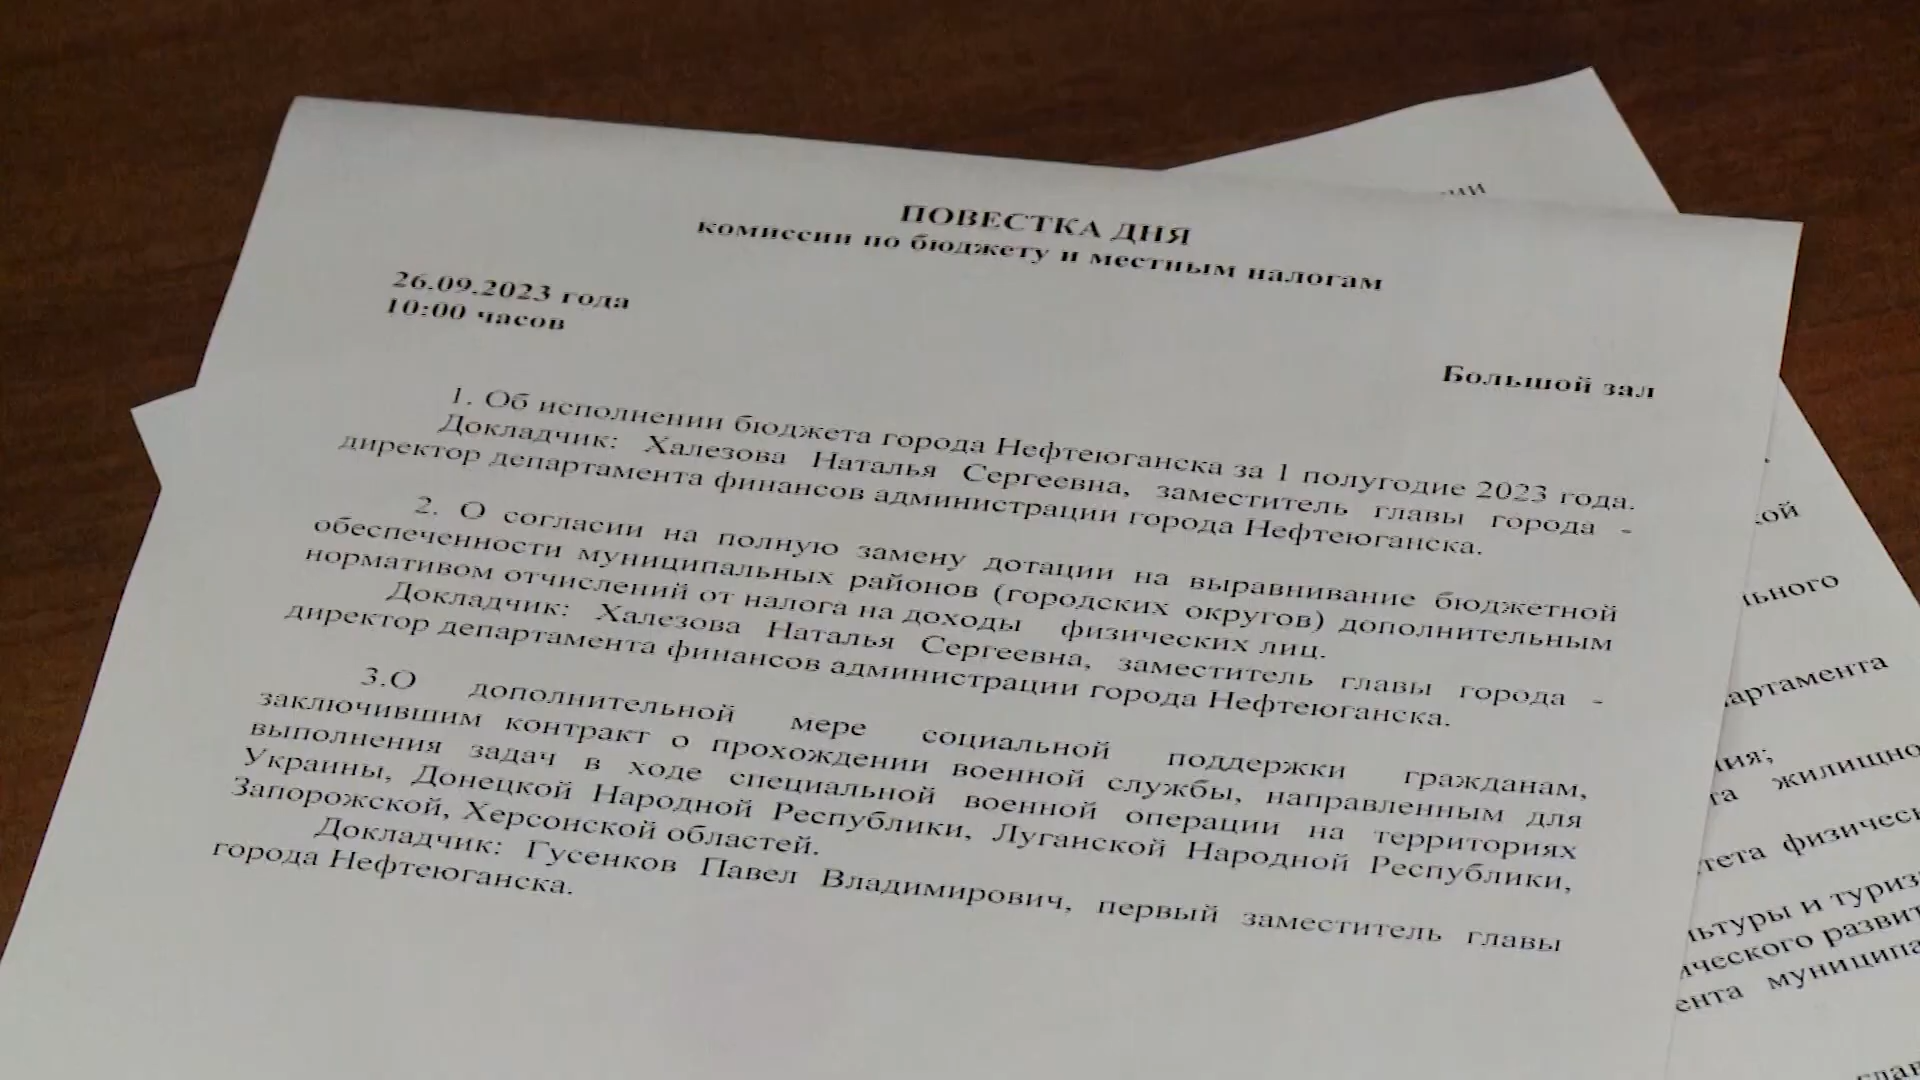 ПОВЕСТКА ДНЯ
комиссии по бюджету и местным налогам
26.09.2023 года
10:00 часов
Большой зал
1. Об исполнении бюджета города Нефтеюганска за 1 полугодие 2023 года.
Докладчик: Халезова Наталья Сергеевна, заместитель главы города -
директор департамента финансов администрации города Нефтеюганска.
2. О согласии на полную замену дотации на выравнивание бюджетной
обеспеченности муниципальных районов (городских округов) дополнительным
нормативом отчислений от налога на доходы физических лиц.
Докладчик: Халезова Наталья Сергеевна, заместитель главы города -
директор департамента финансов администрации города Нефтеюганска.
3.О дополнительной мере социальной поддержки гражданам,
заключившим контракт о прохождении военной службы, направленным для
выполнения задач в ходе специальной военной операции на территориях
Украины, Донецкой Народной Республики, Луганской Народной Республики,
Запорожской, Херсонской областей.
Докладчик: Гусенков Павел Владимирович, первый заместитель главы
города Нефтеюганска.
жилищно
физическ
и туриз
развит
муниципа